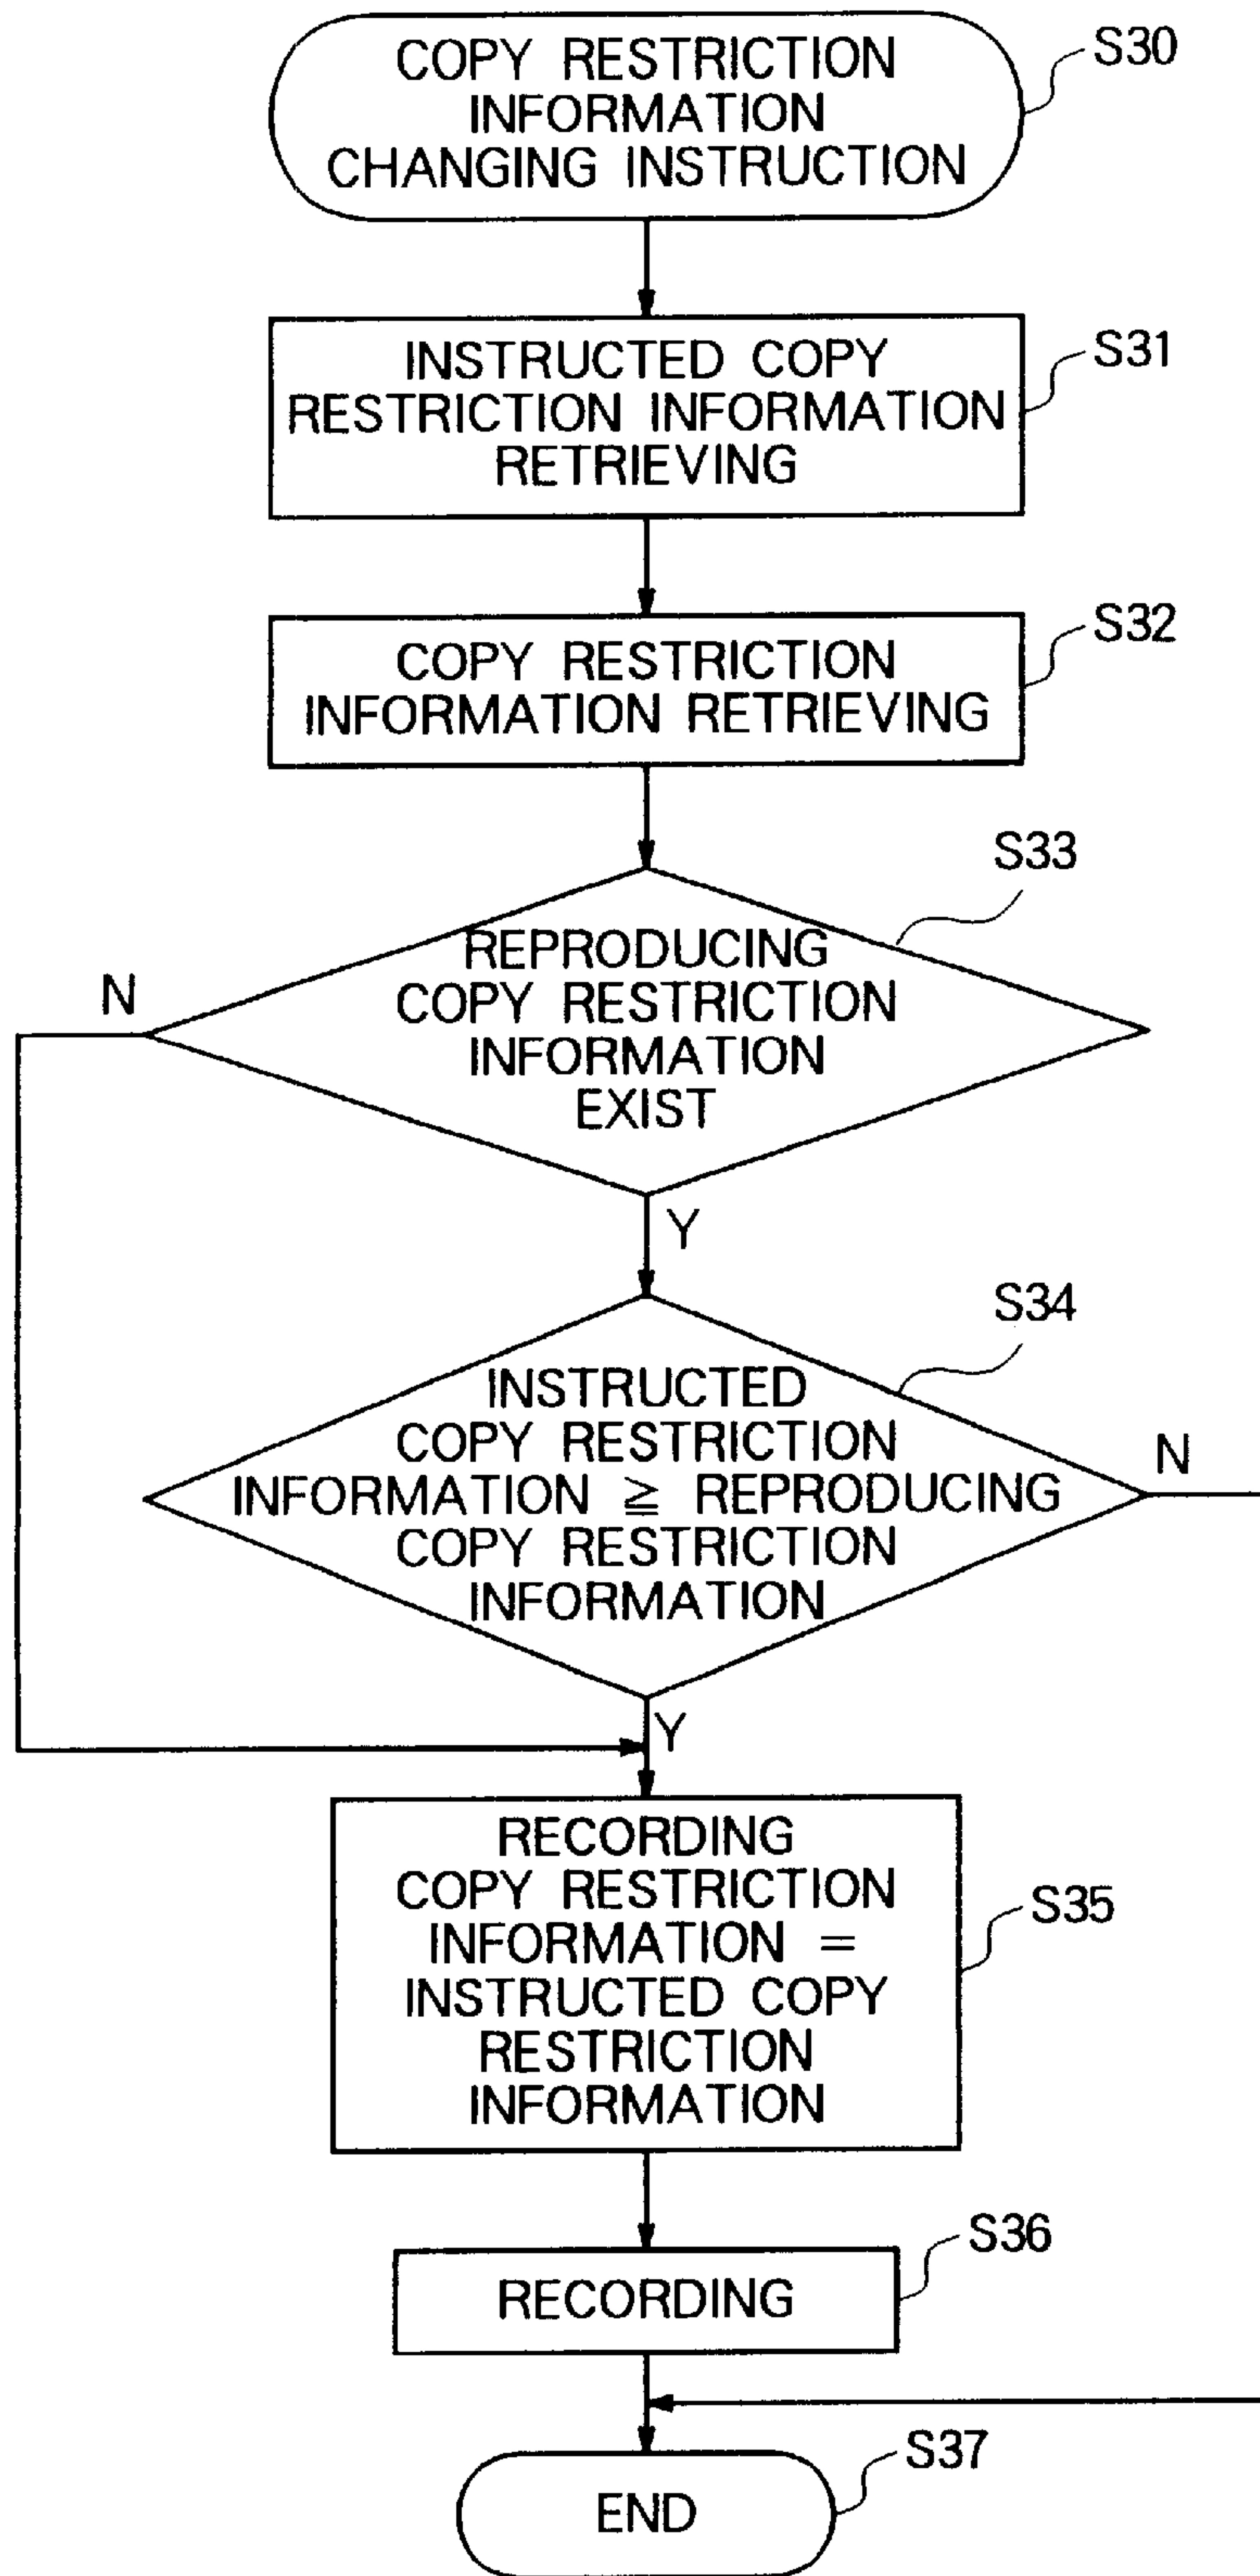 COPY RESTRICTION
INFORMATION
CHANGING INSTRUCTION
S30
INSTRUCTED COPY
RESTRICTION INFORMATION
RETRIEVING
S31
COPY RESTRICTION
INFORMATION RETRIEVING
S32
S33
REPRODUCING
COPY RESTRICTION
INFORMATION
EXIST
N
Y
S34
INSTRUCTED
COPY RESTRICTION
INFORMATION ≧ REPRODUCING
COPY RESTRICTION
INFORMATION
N
Y
RECORDING
COPY RESTRICTION
INFORMATION =
INSTRUCTED COPY
RESTRICTION
INFORMATION
S35
S36
RECORDING
S37
END